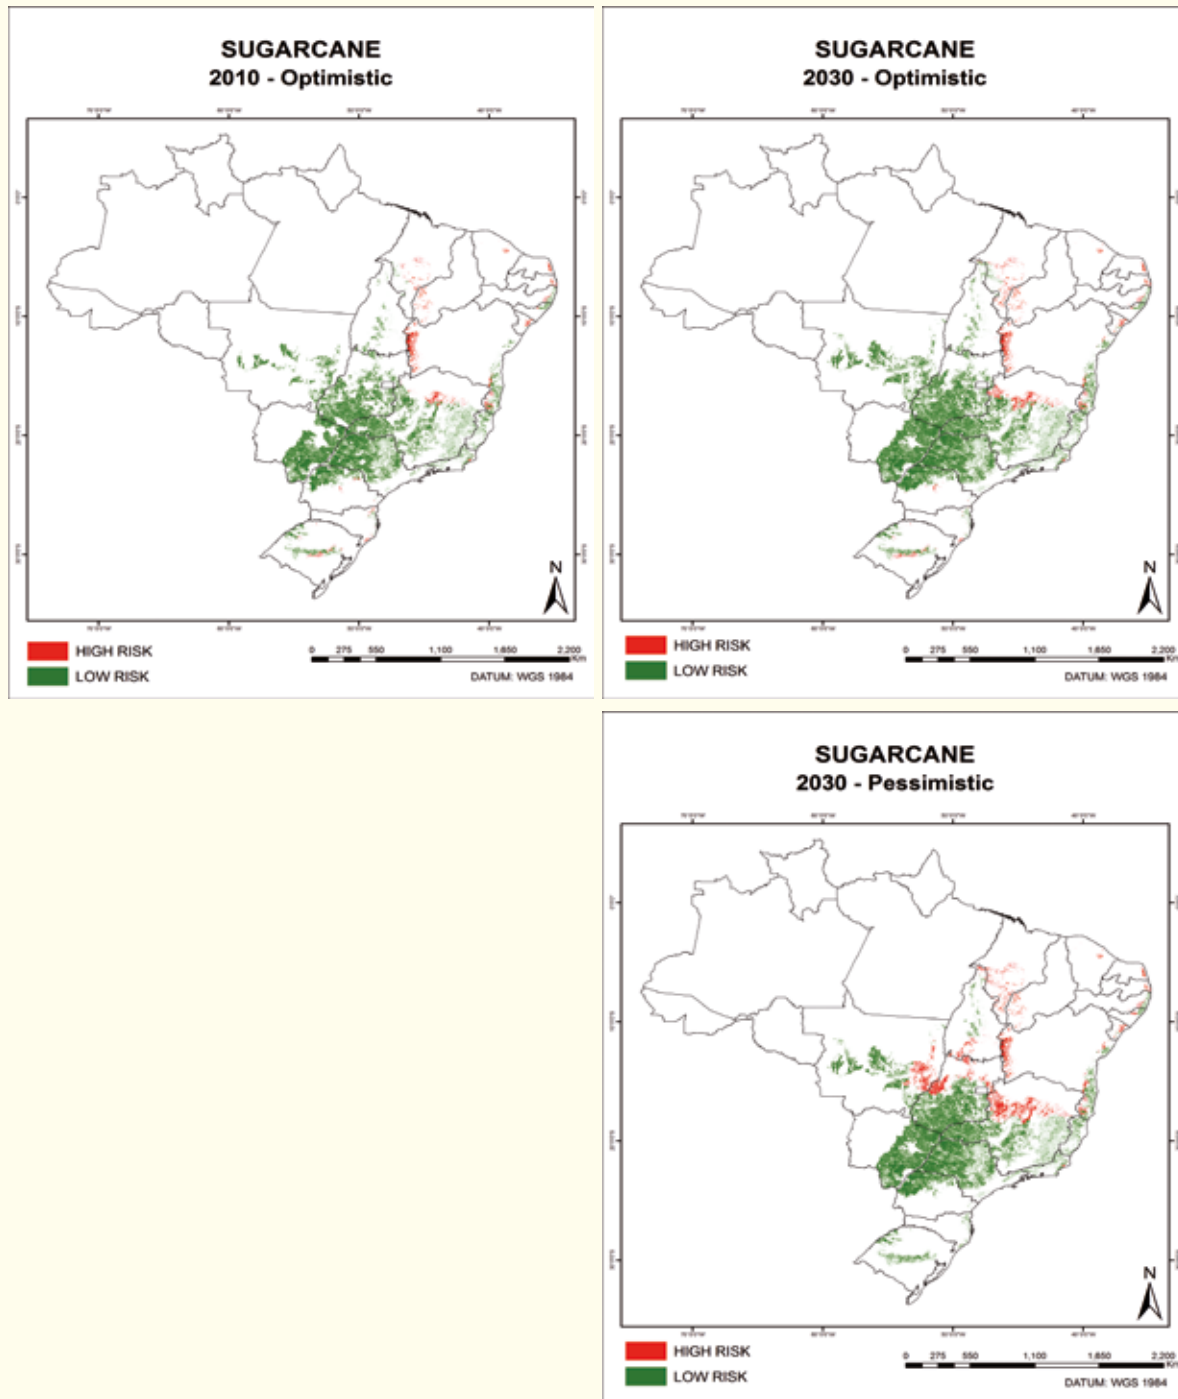 SUGARCANE
2010 - Optimistic
N
HIGH RISK
LOW RISK
0 275 550 1,100 1,650 2,200
Km
DATUM: WGS 1984
SUGARCANE
2030 - Optimistic
N
HIGH RISK
LOW RISK
0 275 550 1,100 1,650 2,200
Km
DATUM: WGS 1984
SUGARCANE
2030 - Pessimistic
N
HIGH RISK
LOW RISK
0 275 550 1,100 1,650 2,200
Km
DATUM: WGS 1984